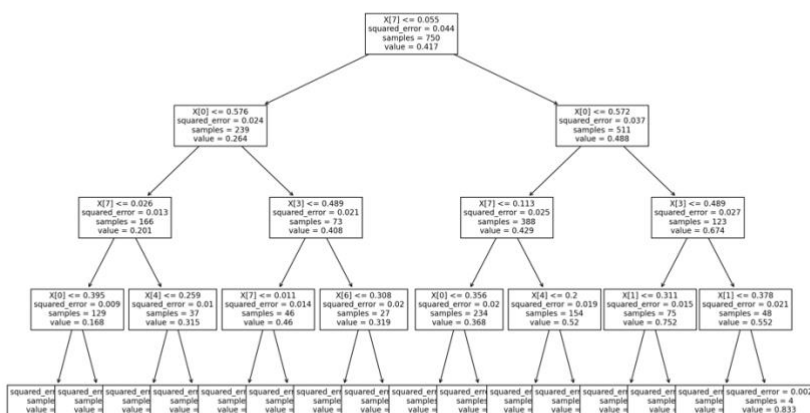 X[7] <= 0.055
squared_error = 0.044
samples = 750
value = 0.417
X[0] <= 0.576
squared_error = 0.024
samples = 239
value = 0.264
X[0] <= 0.572
squared_error = 0.037
samples = 511
value = 0.488
X[7] <= 0.026
squared_error = 0.013
samples = 166
value = 0.201
X[3] <= 0.489
squared_error = 0.021
samples = 73
value = 0.408
X[7] <= 0.113
squared_error = 0.025
samples = 388
value = 0.429
X[3] <= 0.489
squared_error = 0.027
samples = 123
value = 0.674
X[0] <= 0.395
squared_error = 0.009
samples = 129
value = 0.168
X[4] <= 0.259
squared_error = 0.01
samples = 37
value = 0.315
X[7] <= 0.011
squared_error = 0.014
samples = 46
value = 0.46
X[6] <= 0.308
squared_error = 0.02
samples = 27
value = 0.319
X[0] <= 0.356
squared_error = 0.02
samples = 234
value = 0.368
X[4] <= 0.2
squared_error = 0.019
samples = 154
value = 0.52
X[1] <= 0.311
squared_error = 0.015
samples = 75
value = 0.752
X[1] <= 0.378
squared_error = 0.021
samples = 48
value = 0.552
squared_error = 0.002
samples = 4
value = 0.831